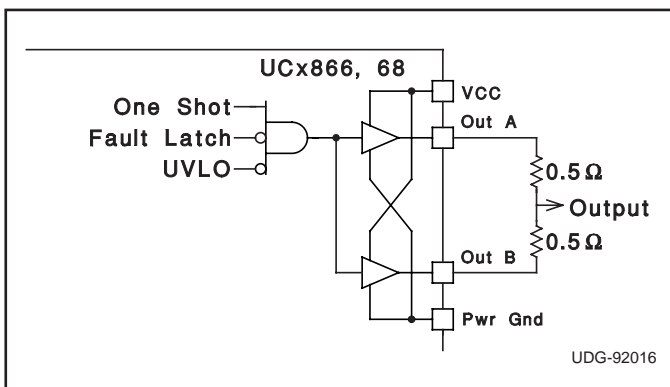 UCx866, 68
VCC
One Shot
Out A
Fault Latch
UVLO
0.5Ω
Output
0.5Ω
Out B
Pwr Gnd
UDG-92016